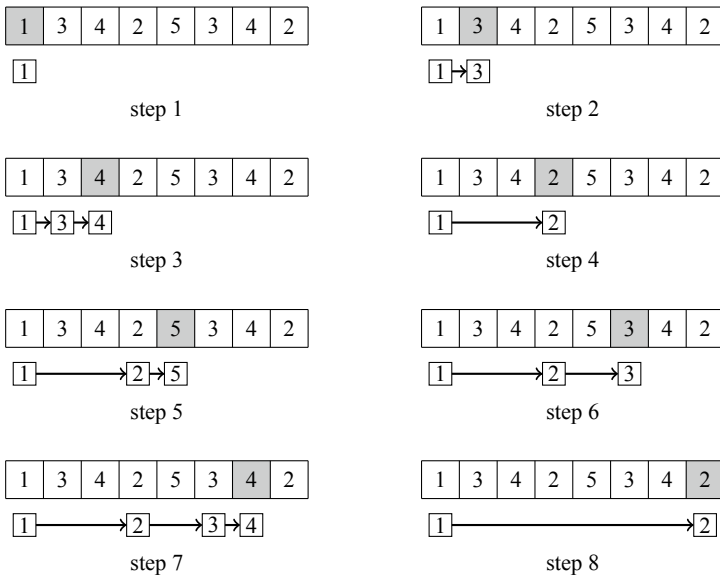 1 3 4 2 5 3 4 2
1
step 1
1 3 4 2 5 3 4 2
1 3
step 2
1 3 4 2 5 3 4 2
1 3 4
step 3
1 3 4 2 5 3 4 2
1 2
step 4
1 3 4 2 5 3 4 2
1 2 5
step 5
1 3 4 2 5 3 4 2
1 2 3
step 6
1 3 4 2 5 3 4 2
1 2 3 4
step 7
1 3 4 2 5 3 4 2
1 2
step 8